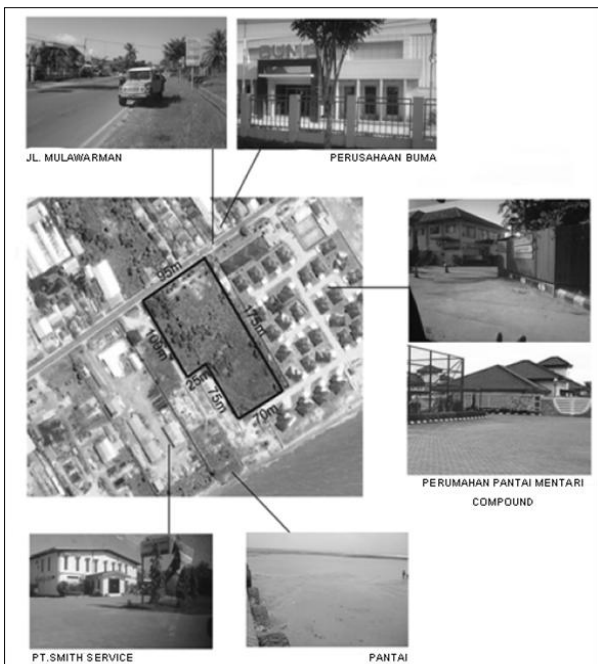 JL. MULAWARMAN
PERUSAHAAN BUMA
95m
175m
100m
25m
75m
70m
PERUMAHAN PANTAI MENTARI
COMPOUND
PT.SMITH SERVICE
PANTAI